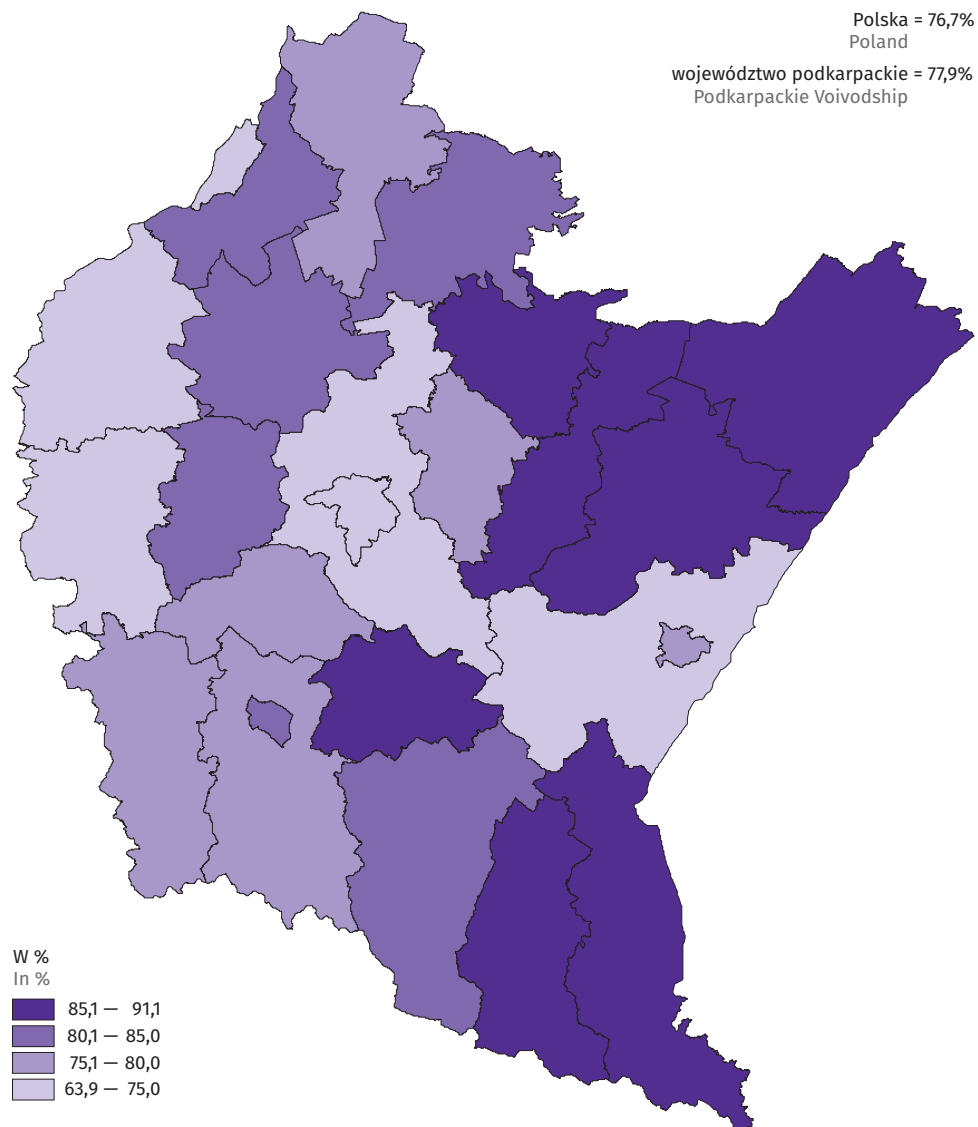 Polska = 76,7%
Poland
województwo podkarpackie = 77,9%
Podkarpackie Voivodship
W %
In %
85,1 — 91,1
80,1 — 85,0
75,1 — 80,0
63,9 — 75,0